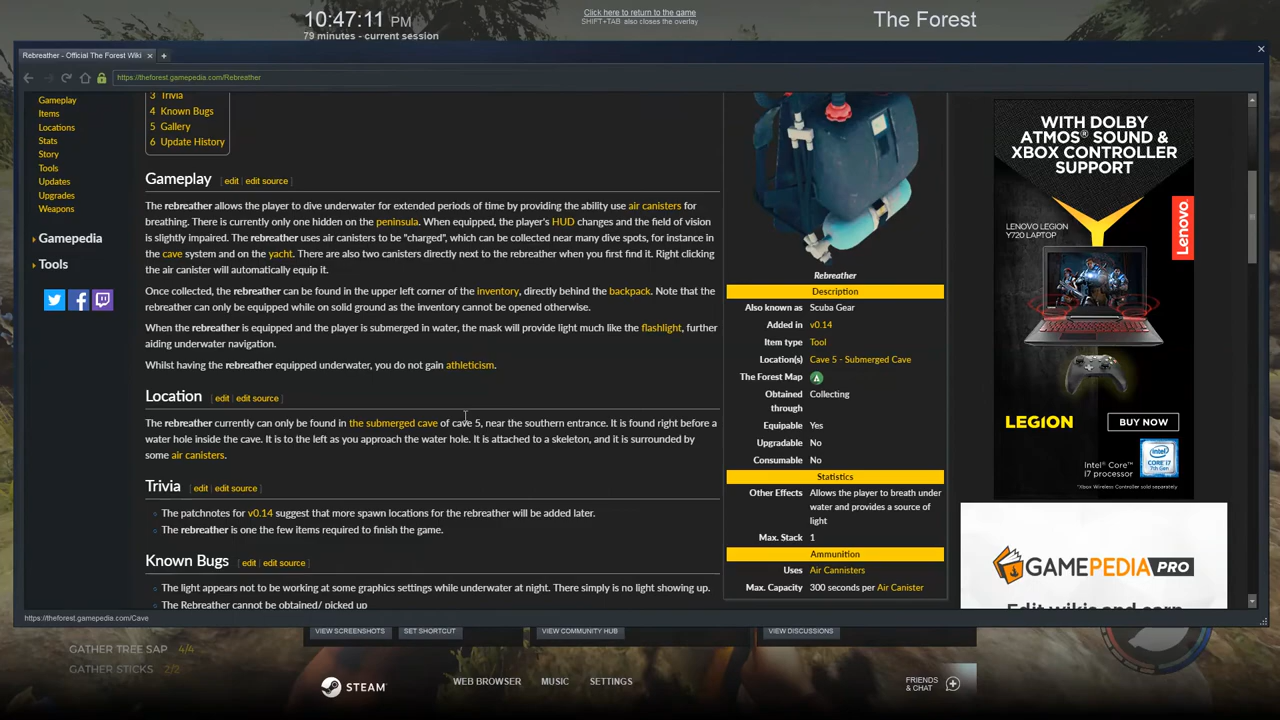 10:47:11 PM
79 minutes - current session
Click here to return to the game
SHIFT+TAB also closes the overlay
The Forest
Rebreather - Official The Forest Wiki
https://theforest.gamepedia.com/Rebreather
Gameplay
Items
Locations
Stats
Story
Tools
Updates
Upgrades
Weapons
Gamepedia
Tools
3 Trivia
4 Known Bugs
5 Gallery
6 Update History
Gameplay [ edit | edit source ]
The rebreather allows the player to dive underwater for extended periods of time by providing the ability use air canisters for
breathing. There is currently only one hidden on the peninsula. When equipped, the player's HUD changes and the field of vision
is slightly impaired. The rebreather uses air canisters to be "charged", which can be collected near many dive spots, for instance in
the cave system and on the yacht. There are also two canisters directly next to the rebreather when you first find it. Right clicking
the air canister will automatically equip it.
Once collected, the rebreather can be found in the upper left corner of the inventory, directly behind the backpack. Note that the
rebreather can only be equipped while on solid ground as the inventory cannot be opened otherwise.
When the rebreather is equipped and the player is submerged in water, the mask will provide light much like the flashlight, further
aiding underwater navigation.
Whilst having the rebreather equipped underwater, you do not gain athleticism.
Location [ edit | edit source ]
The rebreather currently can only be found in the submerged cave of cave 5, near the southern entrance. It is found right before a
water hole inside the cave. It is to the left as you approach the water hole. It is attached to a skeleton, and it is surrounded by
some air canisters.
Trivia [ edit | edit source ]
The patchnotes for v0.14 suggest that more spawn locations for the rebreather will be added later.
The rebreather is one the few items required to finish the game.
Known Bugs [ edit | edit source ]
The light appears not to be working at some graphics settings while underwater at night. There simply is no light showing up.
The Rebreather cannot be obtained/ picked up
Rebreather
Description
Also known as Scuba Gear
Added in v0.14
Item type Tool
Location(s) Cave 5 - Submerged Cave
The Forest Map
Obtained through Collecting
Equipable Yes
Upgradable No
Consumable No
Statistics
Other Effects Allows the player to breath under
water and provides a source of
light
Max. Stack 1
Ammunition
Uses Air Cannisters
Max. Capacity 300 seconds per Air Canister
WITH DOLBY
ATMOS® SOUND &
XBOX CONTROLLER
SUPPORT
LENOVO LEGION
Y720 LAPTOP
Lenovo
LEGION
BUY NOW
Intel® Core™
i7 processor
*Xbox Wireless Controller sold separately
GAMEPEDIA PRO
Edit wikis and earn
https://theforest.gamepedia.com/Cave
VIEW SCREENSHOTS
SET SHORTCUT
VIEW COMMUNITY HUB
VIEW DISCUSSIONS
GATHER TREE SAP 4/4
GATHER STICKS 2/2
STEAM
WEB BROWSER
MUSIC
SETTINGS
FRIENDS
& CHAT